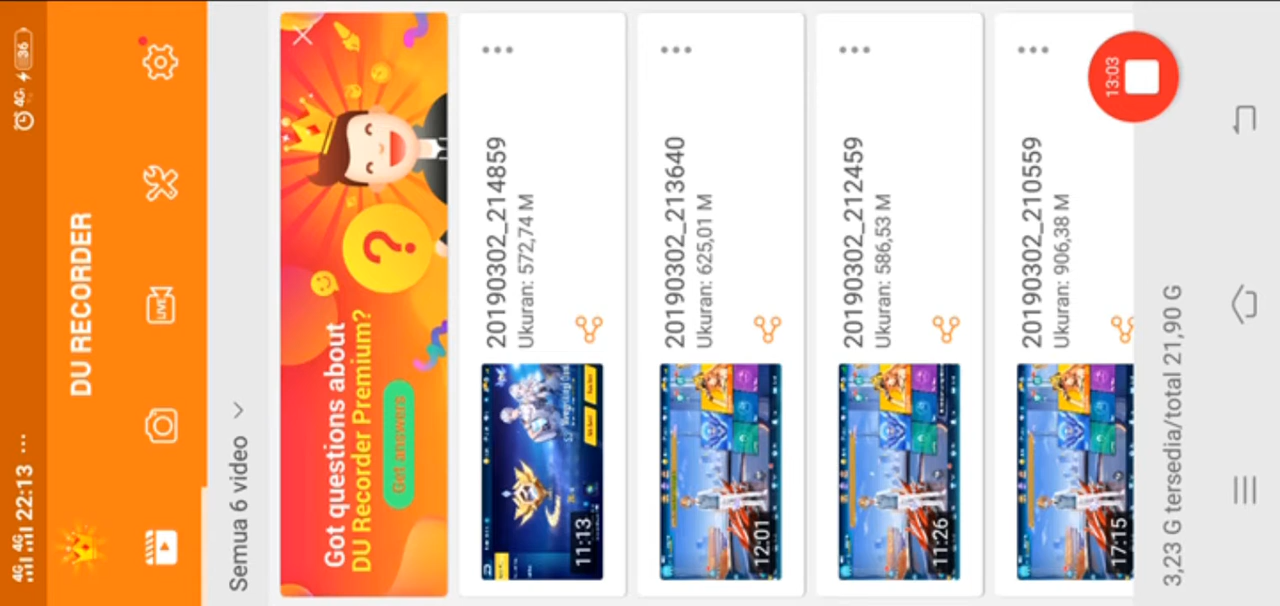 4G 4G 22:13 ...
4G 36
DU RECORDER
LIVE
Semua 6 video
Got questions about
DU Recorder Premium?
Get answers
?
20190302_214859
Ukuran: 572,74 M
11:13
20190302_213640
Ukuran: 625,01 M
12:01
20190302_212459
Ukuran: 586,53 M
11:26
20190302_210559
Ukuran: 906,38 M
17:15
13:03
3,23 G tersedia/total 21,90 G